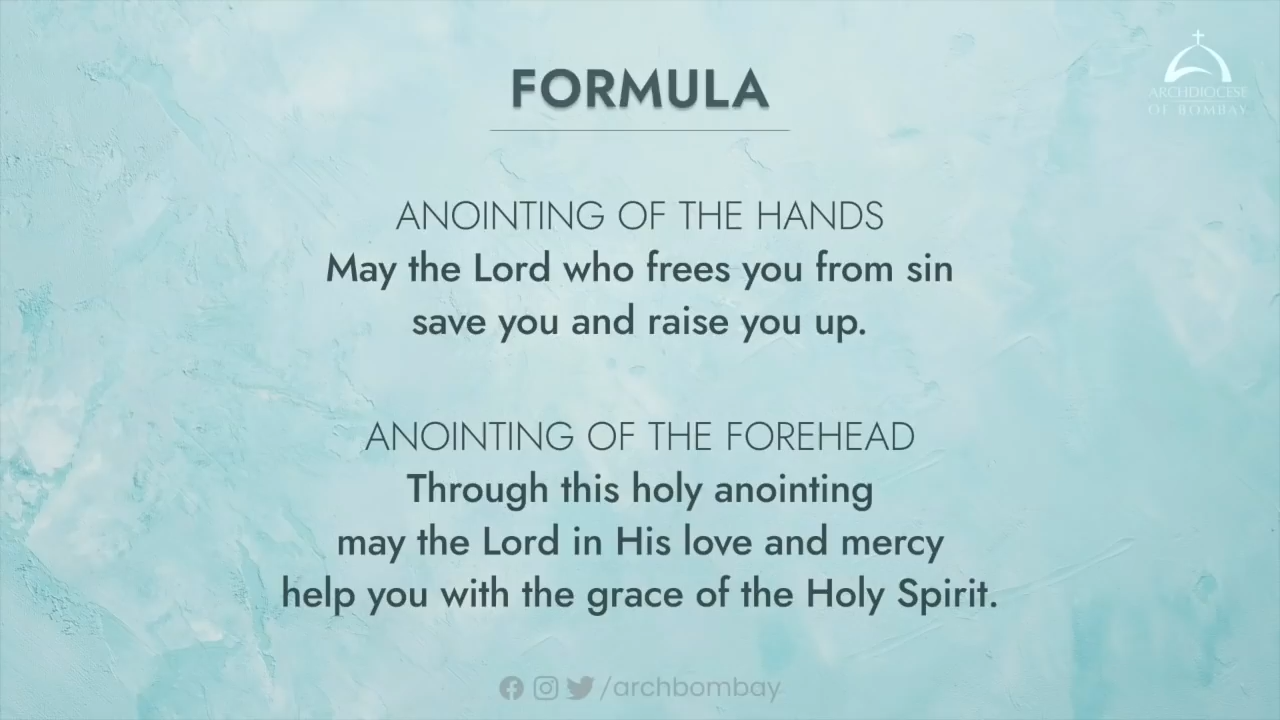 ARCHDIOCESE
OF BOMBAY
FORMULA
ANOINTING OF THE HANDS
May the Lord who frees you from sin
save you and raise you up.
ANOINTING OF THE FOREHEAD
Through this holy anointing
may the Lord in His love and mercy
help you with the grace of the Holy Spirit.
/archbombay